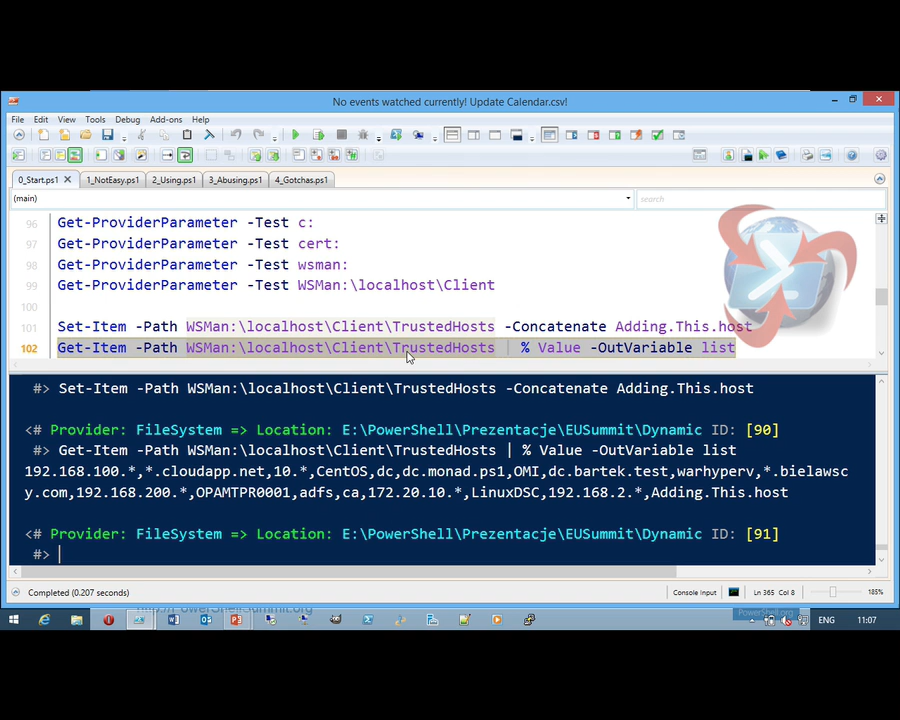 No events watched currently! Update Calendar.csv!
File Edit View Tools Debug Add-ons Help
0_Start.ps1 1_NotEasy.ps1 2_Using.ps1 3_Abusing.ps1 4_Gotchas.ps1
(main) search
96 Get-ProviderParameter -Test c:
97 Get-ProviderParameter -Test cert:
98 Get-ProviderParameter -Test wsman:
99 Get-ProviderParameter -Test WSMan:\localhost\Client
100
101 Set-Item -Path WSMan:\localhost\Client\TrustedHosts -Concatenate Adding.This.host
102 Get-Item -Path WSMan:\localhost\Client\TrustedHosts | % Value -OutVariable list
#> Set-Item -Path WSMan:\localhost\Client\TrustedHosts -Concatenate Adding.This.host
<# Provider: FileSystem => Location: E:\PowerShell\Prezentacje\EUSummit\Dynamic ID: [90]
#> Get-Item -Path WSMan:\localhost\Client\TrustedHosts | % Value -OutVariable list
192.168.100.*,*.cloudapp.net,10.*,CentOS,dc,dc.monad.ps1,OMI,dc.bartek.test,warhyperv,*.bielawsc
y.com,192.168.200.*,OPAMTPR0001,adfs,ca,172.20.10.*,LinuxDSC,192.168.2.*,Adding.This.host
<# Provider: FileSystem => Location: E:\PowerShell\Prezentacje\EUSummit\Dynamic ID: [91]
#>
Completed (0.207 seconds) Console Input Ln 365 Col 8 185%
http://PowerShellSummit.org PowerShell.org
ENG 11:07